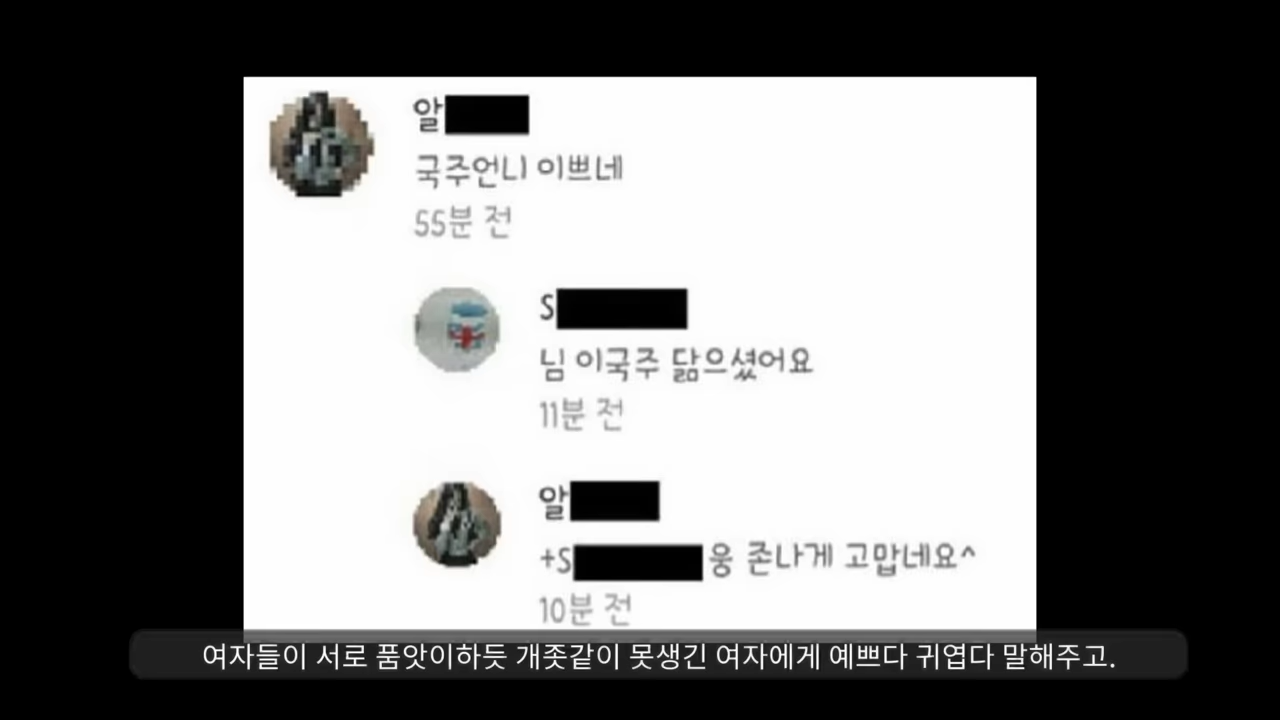 알
국주언니 이쁘네
55분 전
S
님 이국주 닮으셨어요
11분 전
알
+S 웅 존나게 고맙네요^
10분 전
여자들이 서로 품앗이하듯 개좃같이 못생긴 여자에게 예쁘다 귀엽다 말해주고.